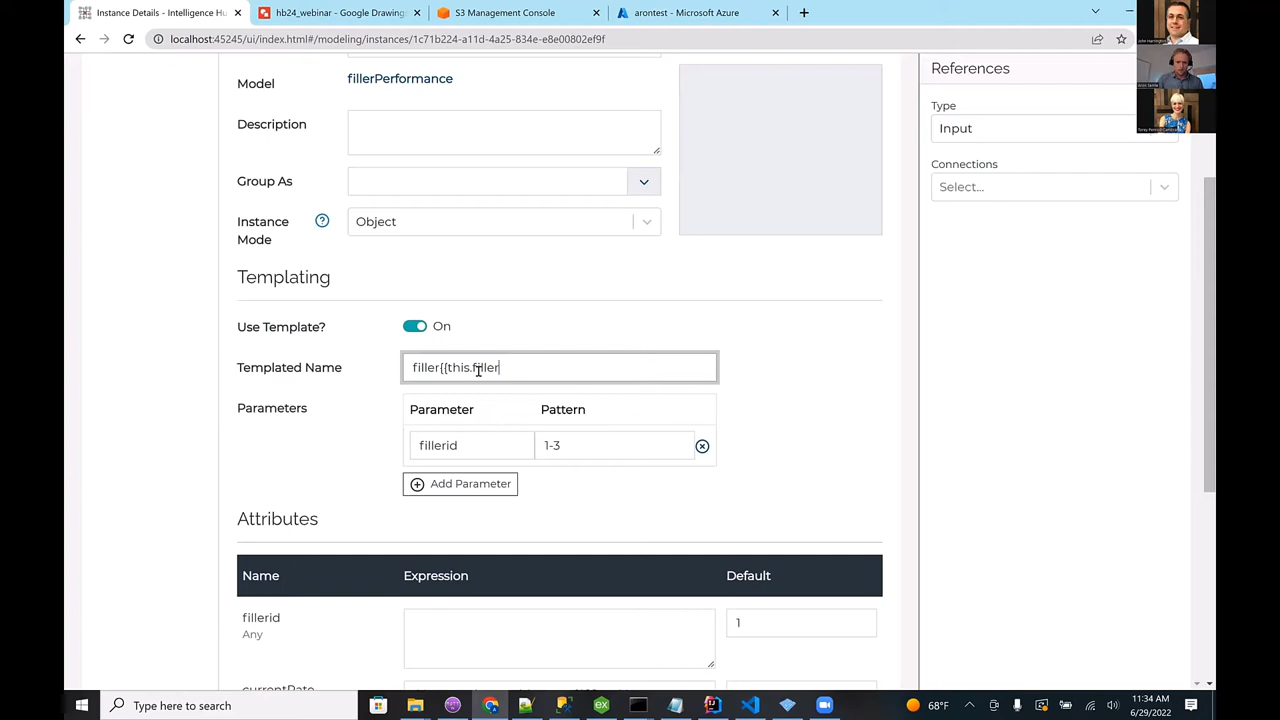 Instance Details - Intelligence Hu
hb24_webinar - Google Drawing
S3 Management Console
arontest - Microsoft Azure
localhost:45245/ui/index.html#/modeling/instances/1c71b224-a314-4a25-834e-e6e00802ef9f
Model
fillerPerformance
Description
Group As
Instance
Mode
Object
Templating
Use Template?
On
Templated Name
filler{{this.filler
Parameters
Parameter
Pattern
fillerid
1-3
Add Parameter
Attributes
Name
Expression
Default
fillerid
Any
1
currentRate
References
Type
Input
Connections
Select...
Type here to search
68°F
11:34 AM
6/29/2022